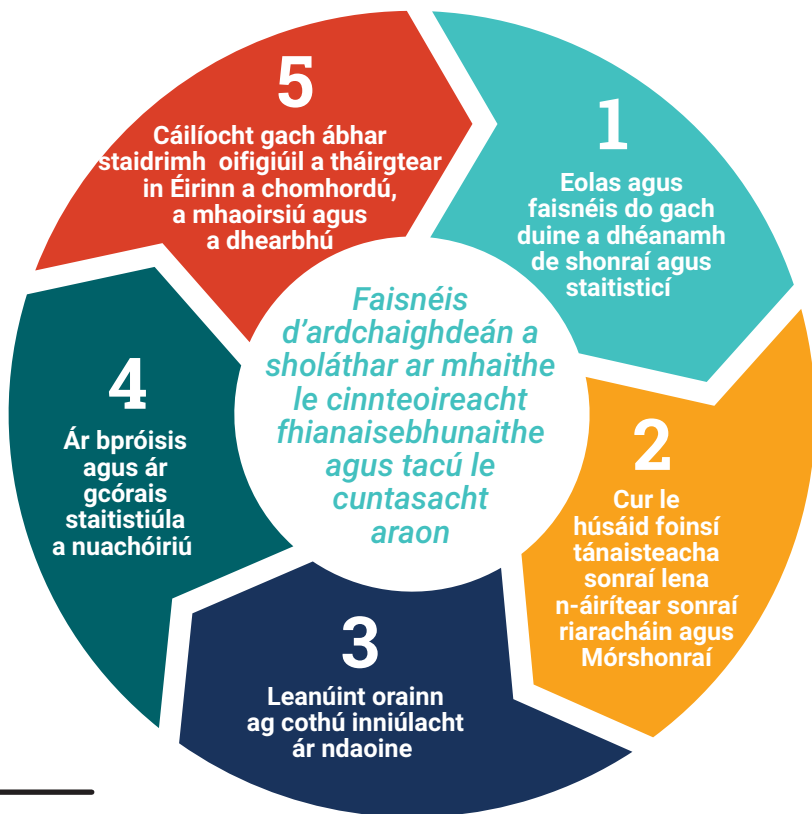 1
Eolas agus
faisnéis do gach
duine a dhéanamh
de shonraí agus
staitisticí
2
Cur le
húsáid foinsí
tánaisteacha
sonraí lena
n-áirítear sonraí
riaracháin agus
Mórshonraí
3
Leanúint orainn
ag cothú inniúlacht
ár ndaoine
4
Ár bpróisis
agus ár
gcórais
staitistiúla
a nuachóiriú
5
Cáilíocht gach ábhar
staidrimh oifigiúil a tháirgtear
in Éirinn a chomhordú,
a mhaoirsiú agus
a dhearbhú
Faisnéis
d'ardchaighdeán a
sholáthar ar mhaithe
le cinnteoireacht
fhianaisebhunaithe
agus tacú le
cuntasacht
araon